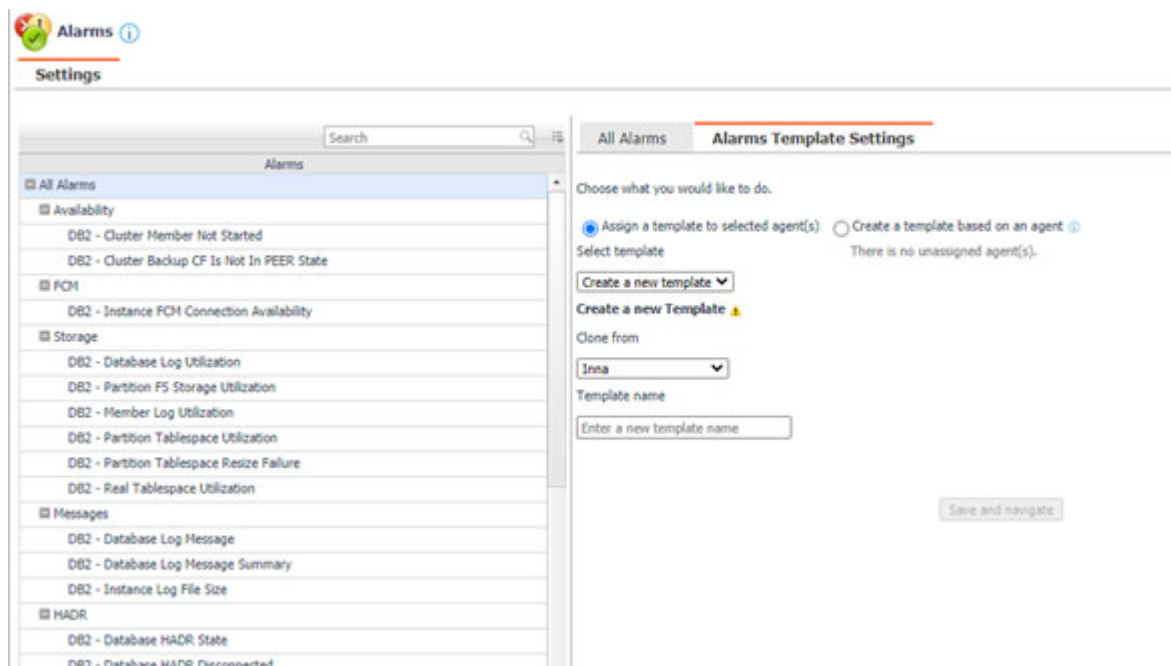 Alarms
Settings
Search
Alarms
All Alarms
Availability
DB2 - Cluster Member Not Started
DB2 - Cluster Backup CF Is Not In PEER State
FCM
DB2 - Instance FCM Connection Availability
Storage
DB2 - Database Log Utilization
DB2 - Partition FS Storage Utilization
DB2 - Member Log Utilization
DB2 - Partition Tablespace Utilization
DB2 - Partition Tablespace Resize Failure
DB2 - Real Tablespace Utilization
Messages
DB2 - Database Log Message
DB2 - Database Log Message Summary
DB2 - Instance Log File Size
HADR
DB2 - Database HADR State
DB2 - Database HADR Disconnected
All Alarms
Alarms Template Settings
Choose what you would like to do.
Assign a template to selected agent(s)
Create a template based on an agent
There is no unassigned agent(s).
Select template
Create a new template
Create a new Template
Clone from
Inna
Template name
Enter a new template name
Save and navigate